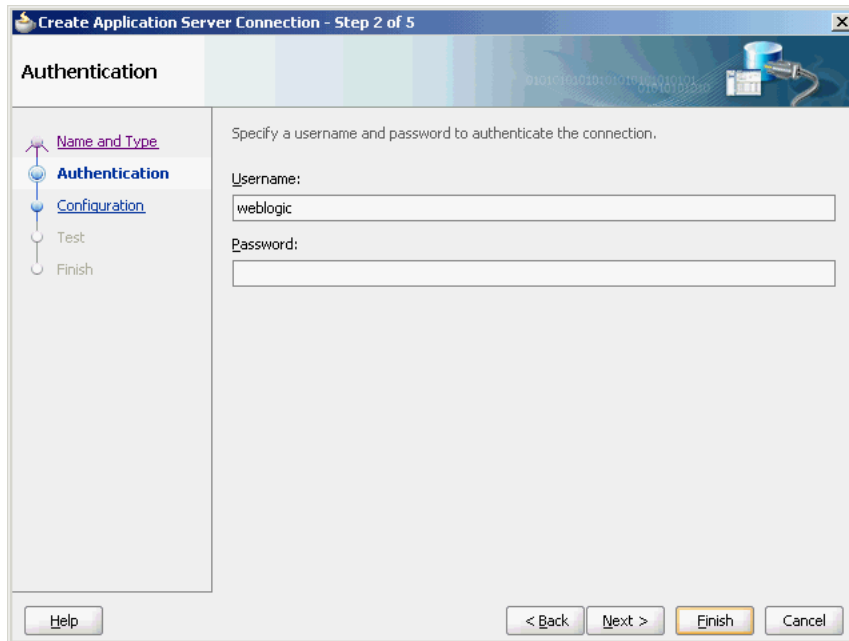 Create Application Server Connection - Step 2 of 5
Authentication
Name and Type
Authentication
Configuration
Test
Finish
Specify a username and password to authenticate the connection.
Username:
weblogic
Password:
Help
< Back
Next >
Finish
Cancel